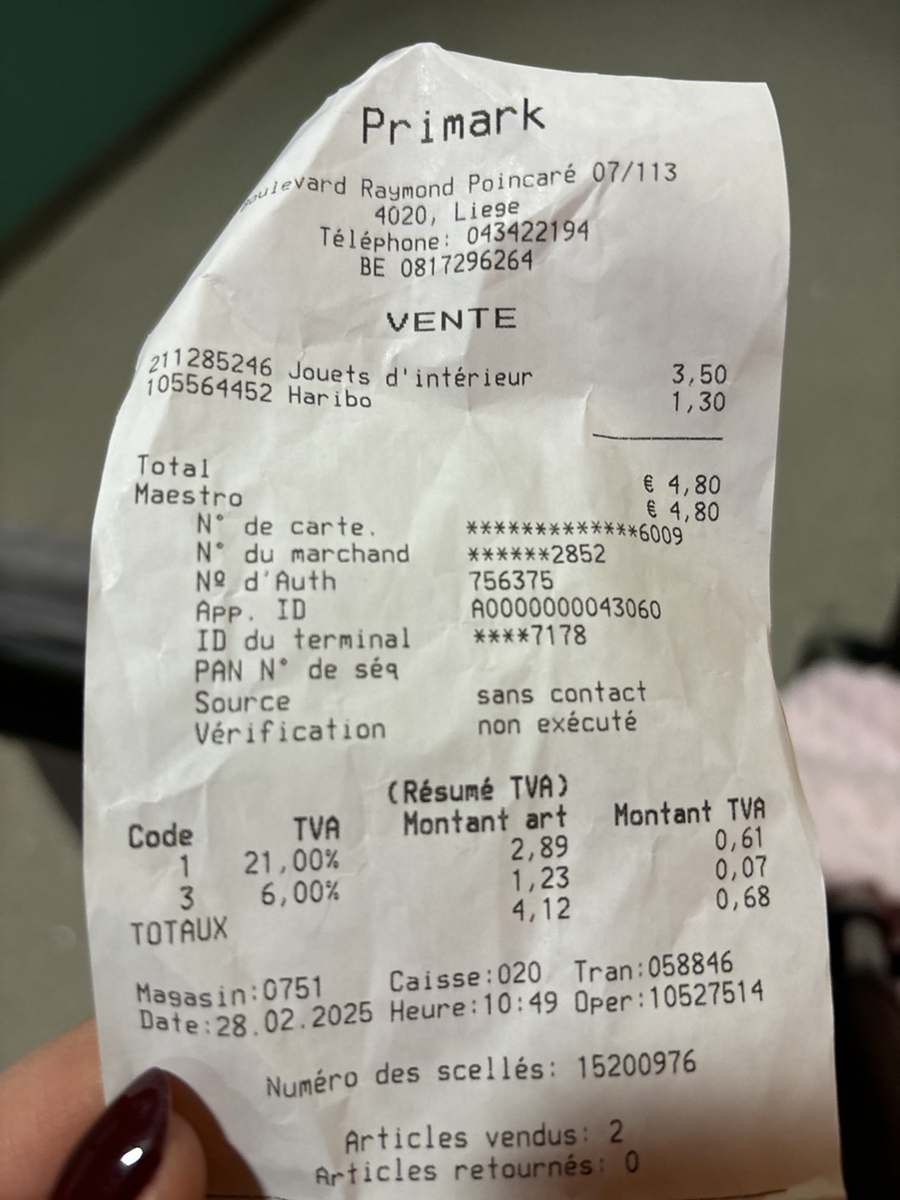 Primark
Boulevard Raymond Poincaré 07/113
4020, Liege
Téléphone: 043422194
BE 0817296264
VENTE
211285246 Jouets d'intérieur 3,50
105564452 Haribo 1,30
Total € 4,80
Maestro € 4,80
N° de carte. *************6009
N° du marchand ******2852
Nº d'Auth 756375
App. ID A0000000043060
ID du terminal ****7178
PAN N° de séq
Source sans contact
Vérification non exécuté
(Résumé TVA)
Code TVA Montant art Montant TVA
1 21,00% 2,89 0,61
3 6,00% 1,23 0,07
TOTAUX 4,12 0,68
Magasin:0751 Caisse:020 Tran:058846
Date:28.02.2025 Heure:10:49 Oper:10527514
Numéro des scellés: 15200976
Articles vendus: 2
Articles retournés: 0